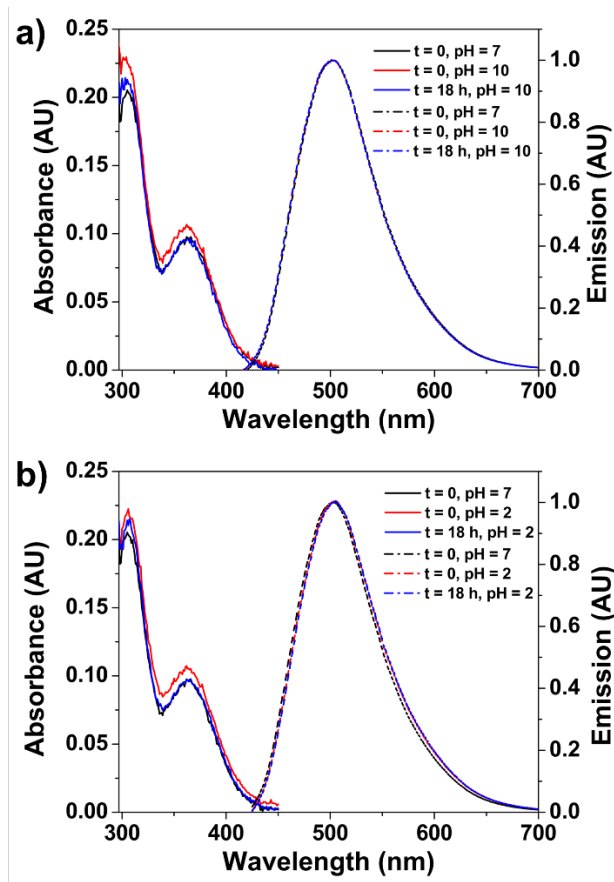 a)
0.25
0.20
0.15
0.10
0.05
0.00
Absorbance (AU)
t = 0, pH = 7
t = 0, pH = 10
t = 18 h, pH = 10
t = 0, pH = 7
t = 0, pH = 10
t = 18 h, pH = 10
1.0
0.8
0.6
0.4
0.2
0.0
Emission (AU)
300 400 500 600 700
Wavelength (nm)
b)
0.25
0.20
0.15
0.10
0.05
0.00
Absorbance (AU)
t = 0, pH = 7
t = 0, pH = 2
t = 18 h, pH = 2
t = 0, pH = 7
t = 0, pH = 2
t = 18 h, pH = 2
1.0
0.8
0.6
0.4
0.2
0.0
Emission (AU)
300 400 500 600 700
Wavelength (nm)